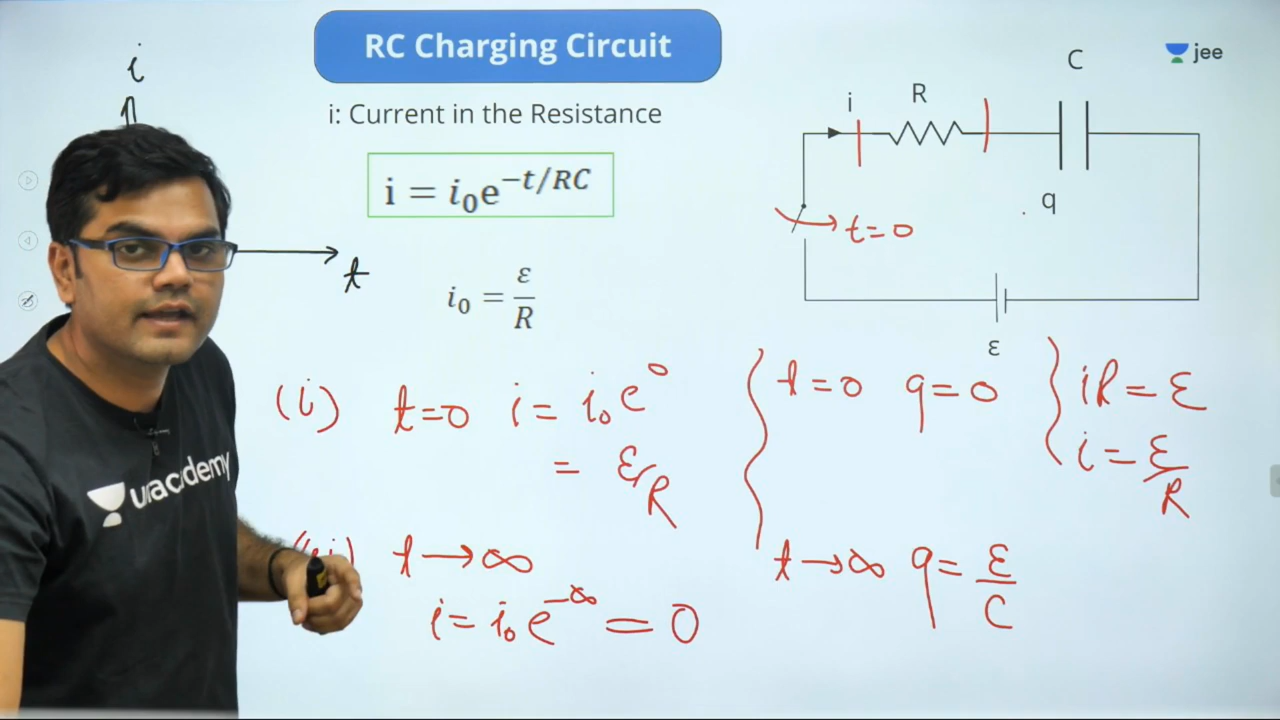 RC Charging Circuit
jee
i: Current in the Resistance
i = i₀e^{-t/RC}
i₀ = ε/R
i
t
i
R
C
q
t=0
ε
(i) t=0 i = i₀e⁰
= ε/R
t → ∞
i = i₀e^{-∞} = 0
t=0 q=0
iR = ε
i = ε/R
t → ∞ q = ε/C
unacademy